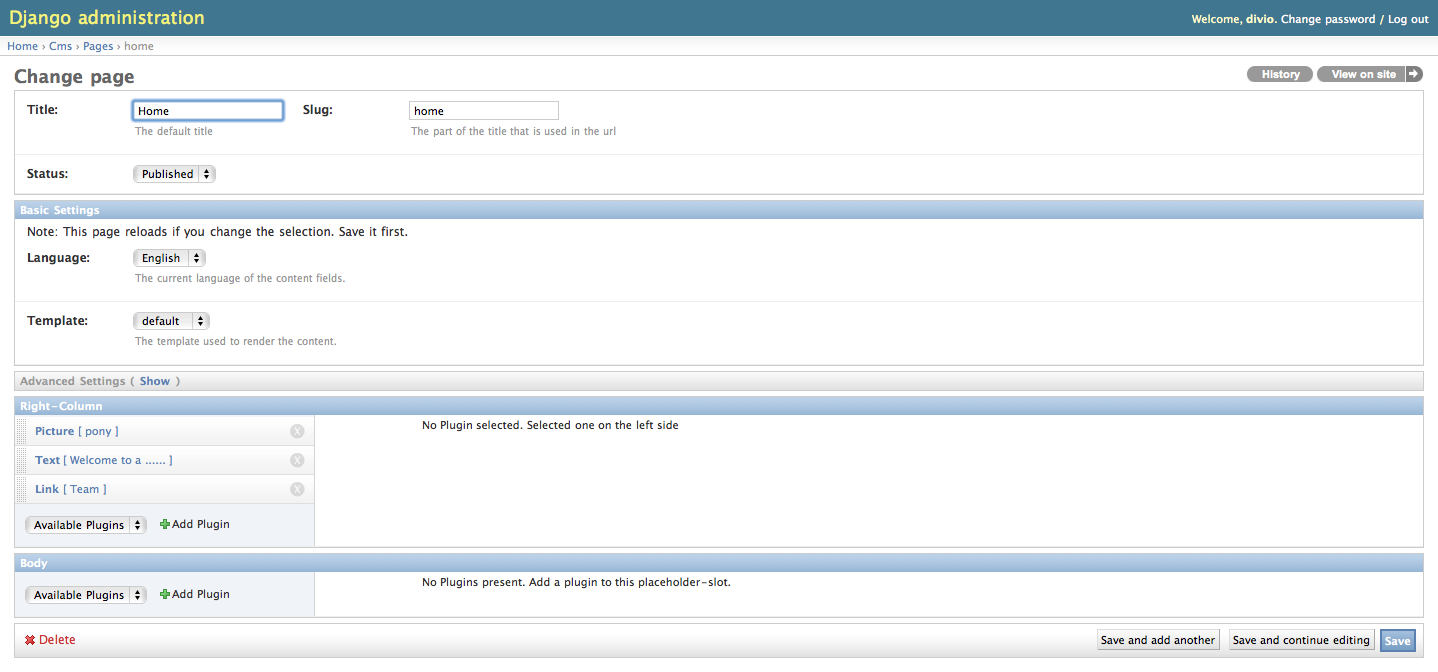 Django administration
Welcome, divio. Change password / Log out
Home › Cms › Pages › home
Change page
History
View on site
Title:
Home
Slug:
home
The default title
The part of the title that is used in the url
Status:
Published
Basic Settings
Note: This page reloads if you change the selection. Save it first.
Language:
English
The current language of the content fields.
Template:
default
The template used to render the content.
Advanced Settings ( Show )
Right-Column
Picture [ pony ]
X
No Plugin selected. Selected one on the left side
Text [ Welcome to a ...... ]
X
Link [ Team ]
X
Available Plugins
Add Plugin
Body
No Plugins present. Add a plugin to this placeholder-slot.
Available Plugins
Add Plugin
Delete
Save and add another
Save and continue editing
Save